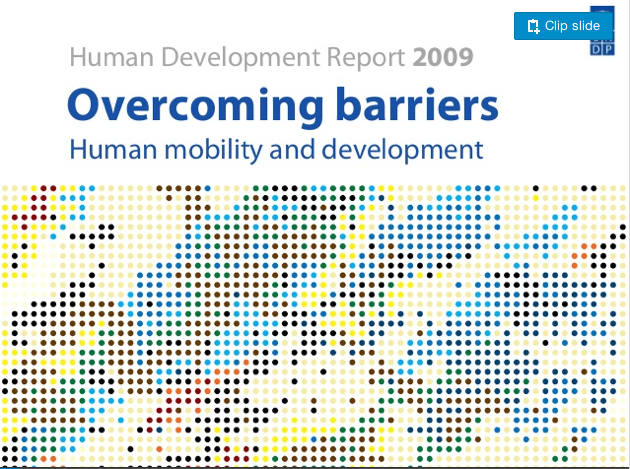 Clip slide
Human Development Report 2009
D P
Overcoming barriers
Human mobility and development